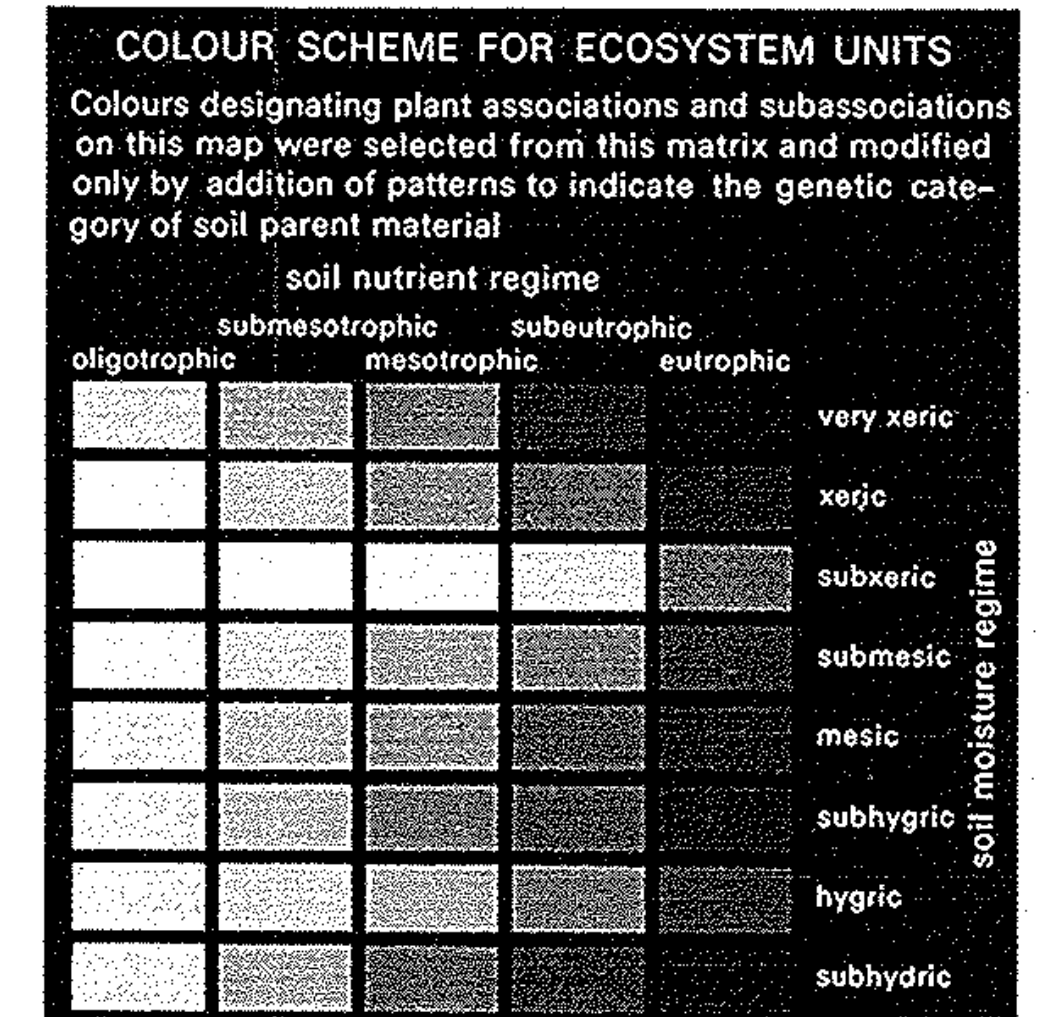 COLOUR SCHEME FOR ECOSYSTEM UNITS
Colours designating plant associations and subassociations
on this map were selected from this matrix and modified
only by addition of patterns to indicate the genetic cate-
gory of soil parent material
soil nutrient regime
submesotrophic subeutrophic
oligotrophic mesotrophic eutrophic
very xeric
xeric
subxeric
submesic
mesic
subhygric
hygric
subhydric
soil moisture regime